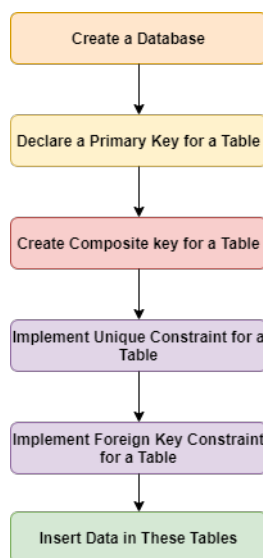 Create a Database
Declare a Primary Key for a Table
Create Composite key for a Table
Implement Unique Constraint for a
Table
Implement Foreign Key Constraint
for a Table
Insert Data in These Tables